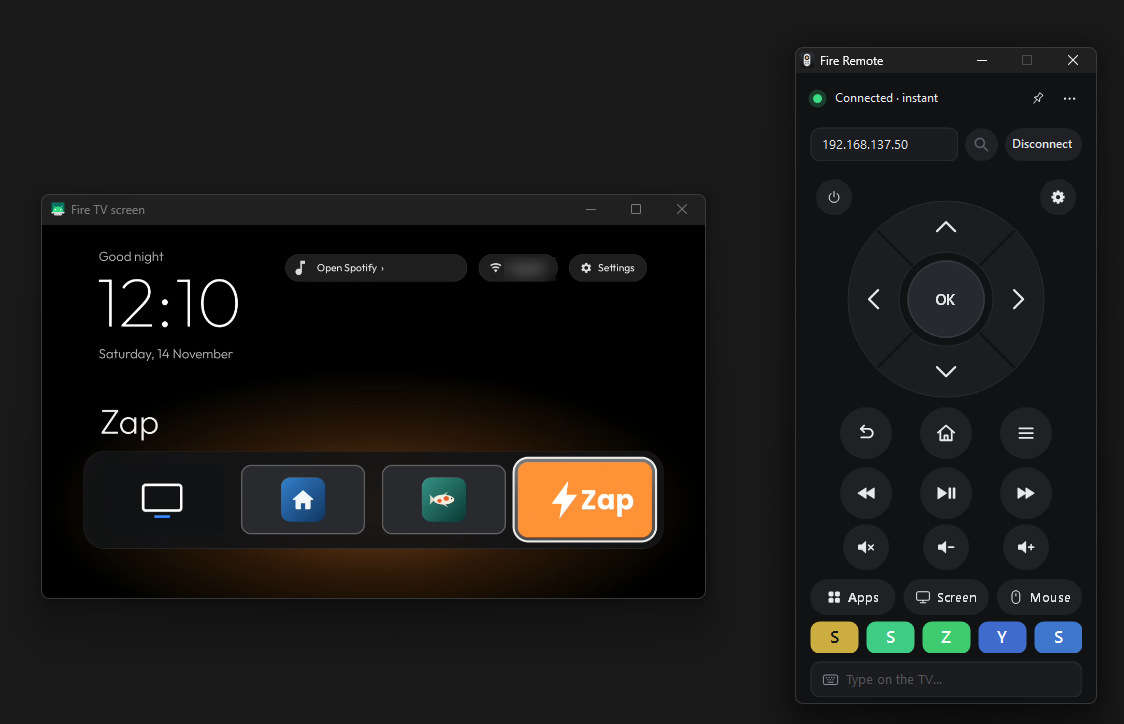 Fire TV screen
Good night
12:10
Saturday, 14 November
Open Spotify ›
Settings
Zap
Zap
Fire Remote
Connected · instant
192.168.137.50
Disconnect
OK
Apps
Screen
Mouse
S
S
Z
Y
S
Type on the TV...